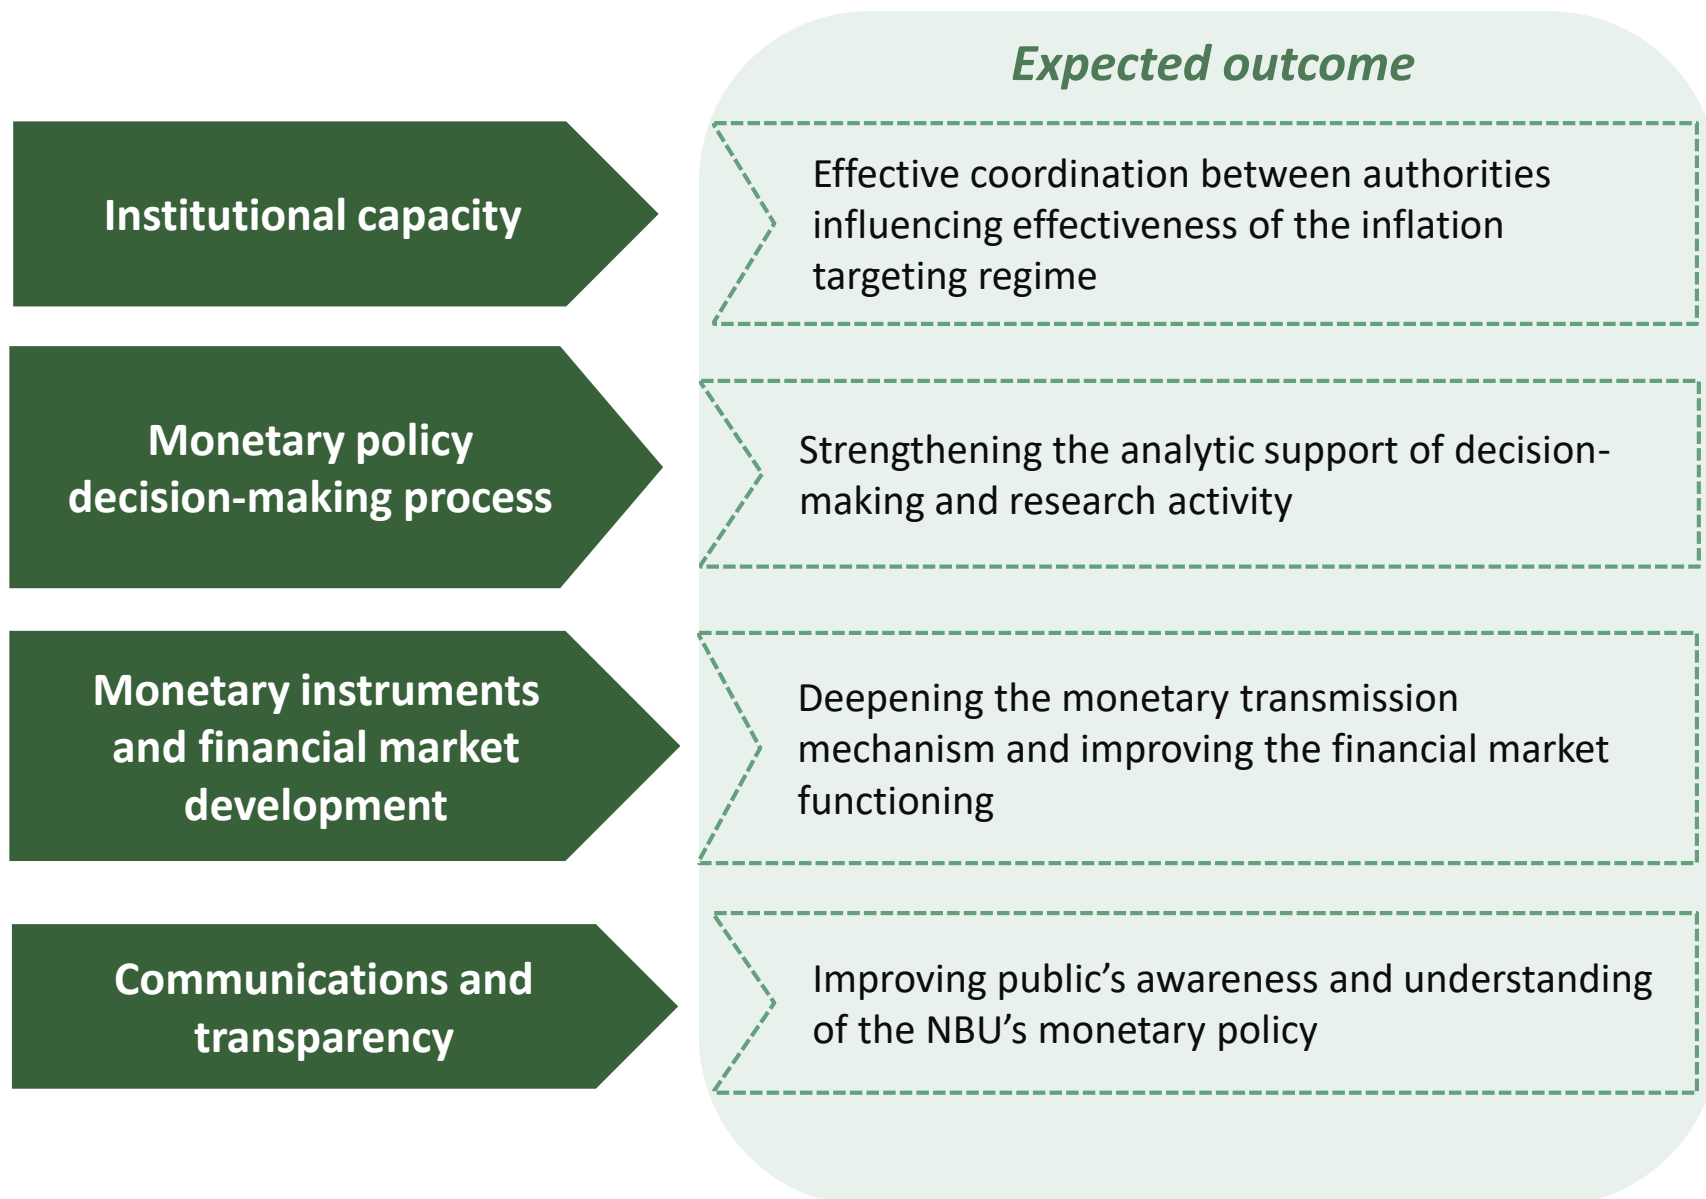 Expected outcome
Institutional capacity
Effective coordination between authorities
influencing effectiveness of the inflation
targeting regime
Monetary policy
decision-making process
Strengthening the analytic support of decision-
making and research activity
Monetary instruments
and financial market
development
Deepening the monetary transmission
mechanism and improving the financial market
functioning
Communications and
transparency
Improving public’s awareness and understanding
of the NBU’s monetary policy